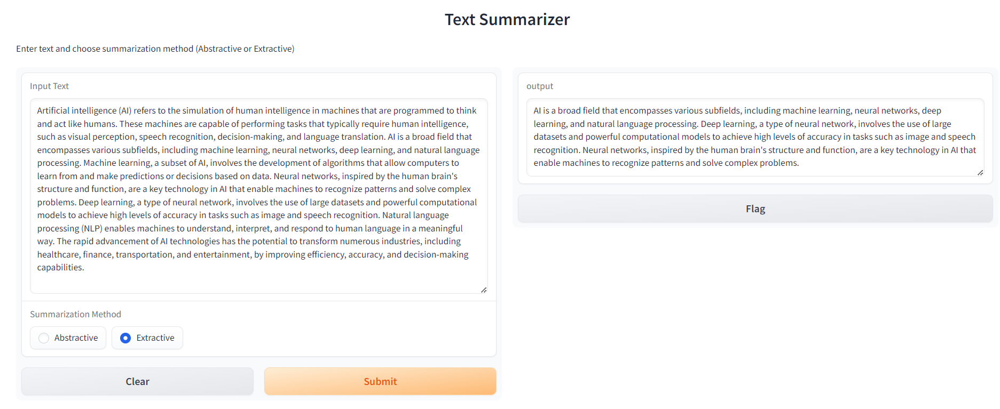 Text Summarizer
Enter text and choose summarization method (Abstractive or Extractive)
Input Text
Artificial intelligence (AI) refers to the simulation of human intelligence in machines that are programmed to think
and act like humans. These machines are capable of performing tasks that typically require human intelligence,
such as visual perception, speech recognition, decision-making, and language translation. AI is a broad field that
encompasses various subfields, including machine learning, neural networks, deep learning, and natural language
processing. Machine learning, a subset of AI, involves the development of algorithms that allow computers to
learn from and make predictions or decisions based on data. Neural networks, inspired by the human brain's
structure and function, are a key technology in AI that enable machines to recognize patterns and solve complex
problems. Deep learning, a type of neural network, involves the use of large datasets and powerful computational
models to achieve high levels of accuracy in tasks such as image and speech recognition. Natural language
processing (NLP) enables machines to understand, interpret, and respond to human language in a meaningful
way. The rapid advancement of AI technologies has the potential to transform numerous industries, including
healthcare, finance, transportation, and entertainment, by improving efficiency, accuracy, and decision-making
capabilities.
Summarization Method
Abstractive
Extractive
Clear
Submit
output
AI is a broad field that encompasses various subfields, including machine learning, neural networks, deep
learning, and natural language processing. Deep learning, a type of neural network, involves the use of large
datasets and powerful computational models to achieve high levels of accuracy in tasks such as image and speech
recognition. Neural networks, inspired by the human brain's structure and function, are a key technology in AI that
enable machines to recognize patterns and solve complex problems.
Flag